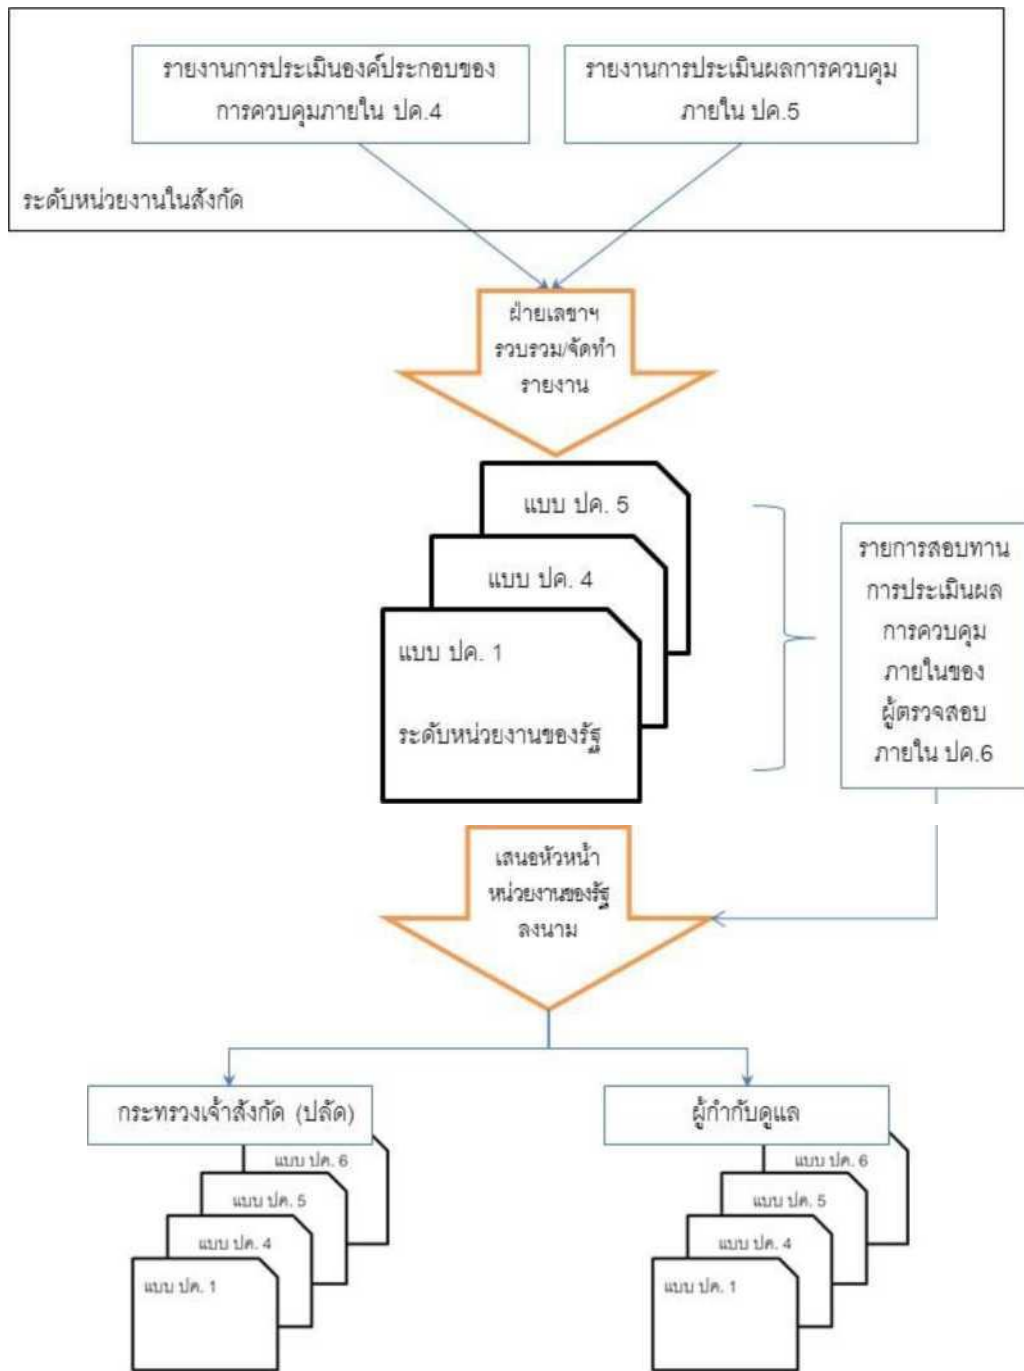 รายงานการประเมินองค์ประกอบของ
การควบคุมภายใน ปค.4
รายงานการประเมินผลการควบคุม
ภายใน ปค.5
ระดับหน่วยงานในสังกัด
ฝ่ายเลขาฯ
รวบรวม/จัดทำ
รายงาน
แบบ ปค. 5
แบบ ปค. 4
แบบ ปค. 1
ระดับหน่วยงานของรัฐ
รายการสอบทาน
การประเมินผล
การควบคุม
ภายในของ
ผู้ตรวจสอบ
ภายใน ปค.6
เสนอหัวหน้า
หน่วยงานของรัฐ
ลงนาม
กระทรวงเจ้าสังกัด (ปลัด)
แบบ ปค. 6
แบบ ปค. 5
แบบ ปค. 4
แบบ ปค. 1
ผู้กำกับดูแล
แบบ ปค. 6
แบบ ปค. 5
แบบ ปค. 4
แบบ ปค. 1